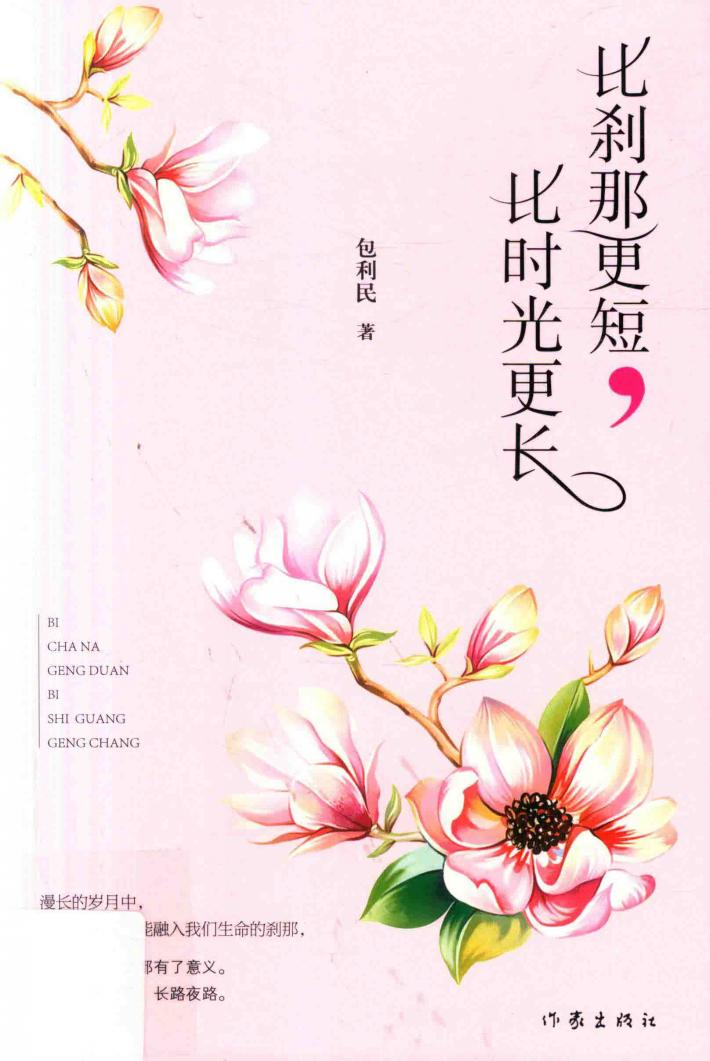 比刹那更短,
比时光更长
包利民 著
BI
CHA NA
GENG DUAN
BI
SHI GUANG
GENG CHANG
漫长的岁月中,
能融入我们生命的刹那,
都有了意义。
长路夜路。
作家出版社